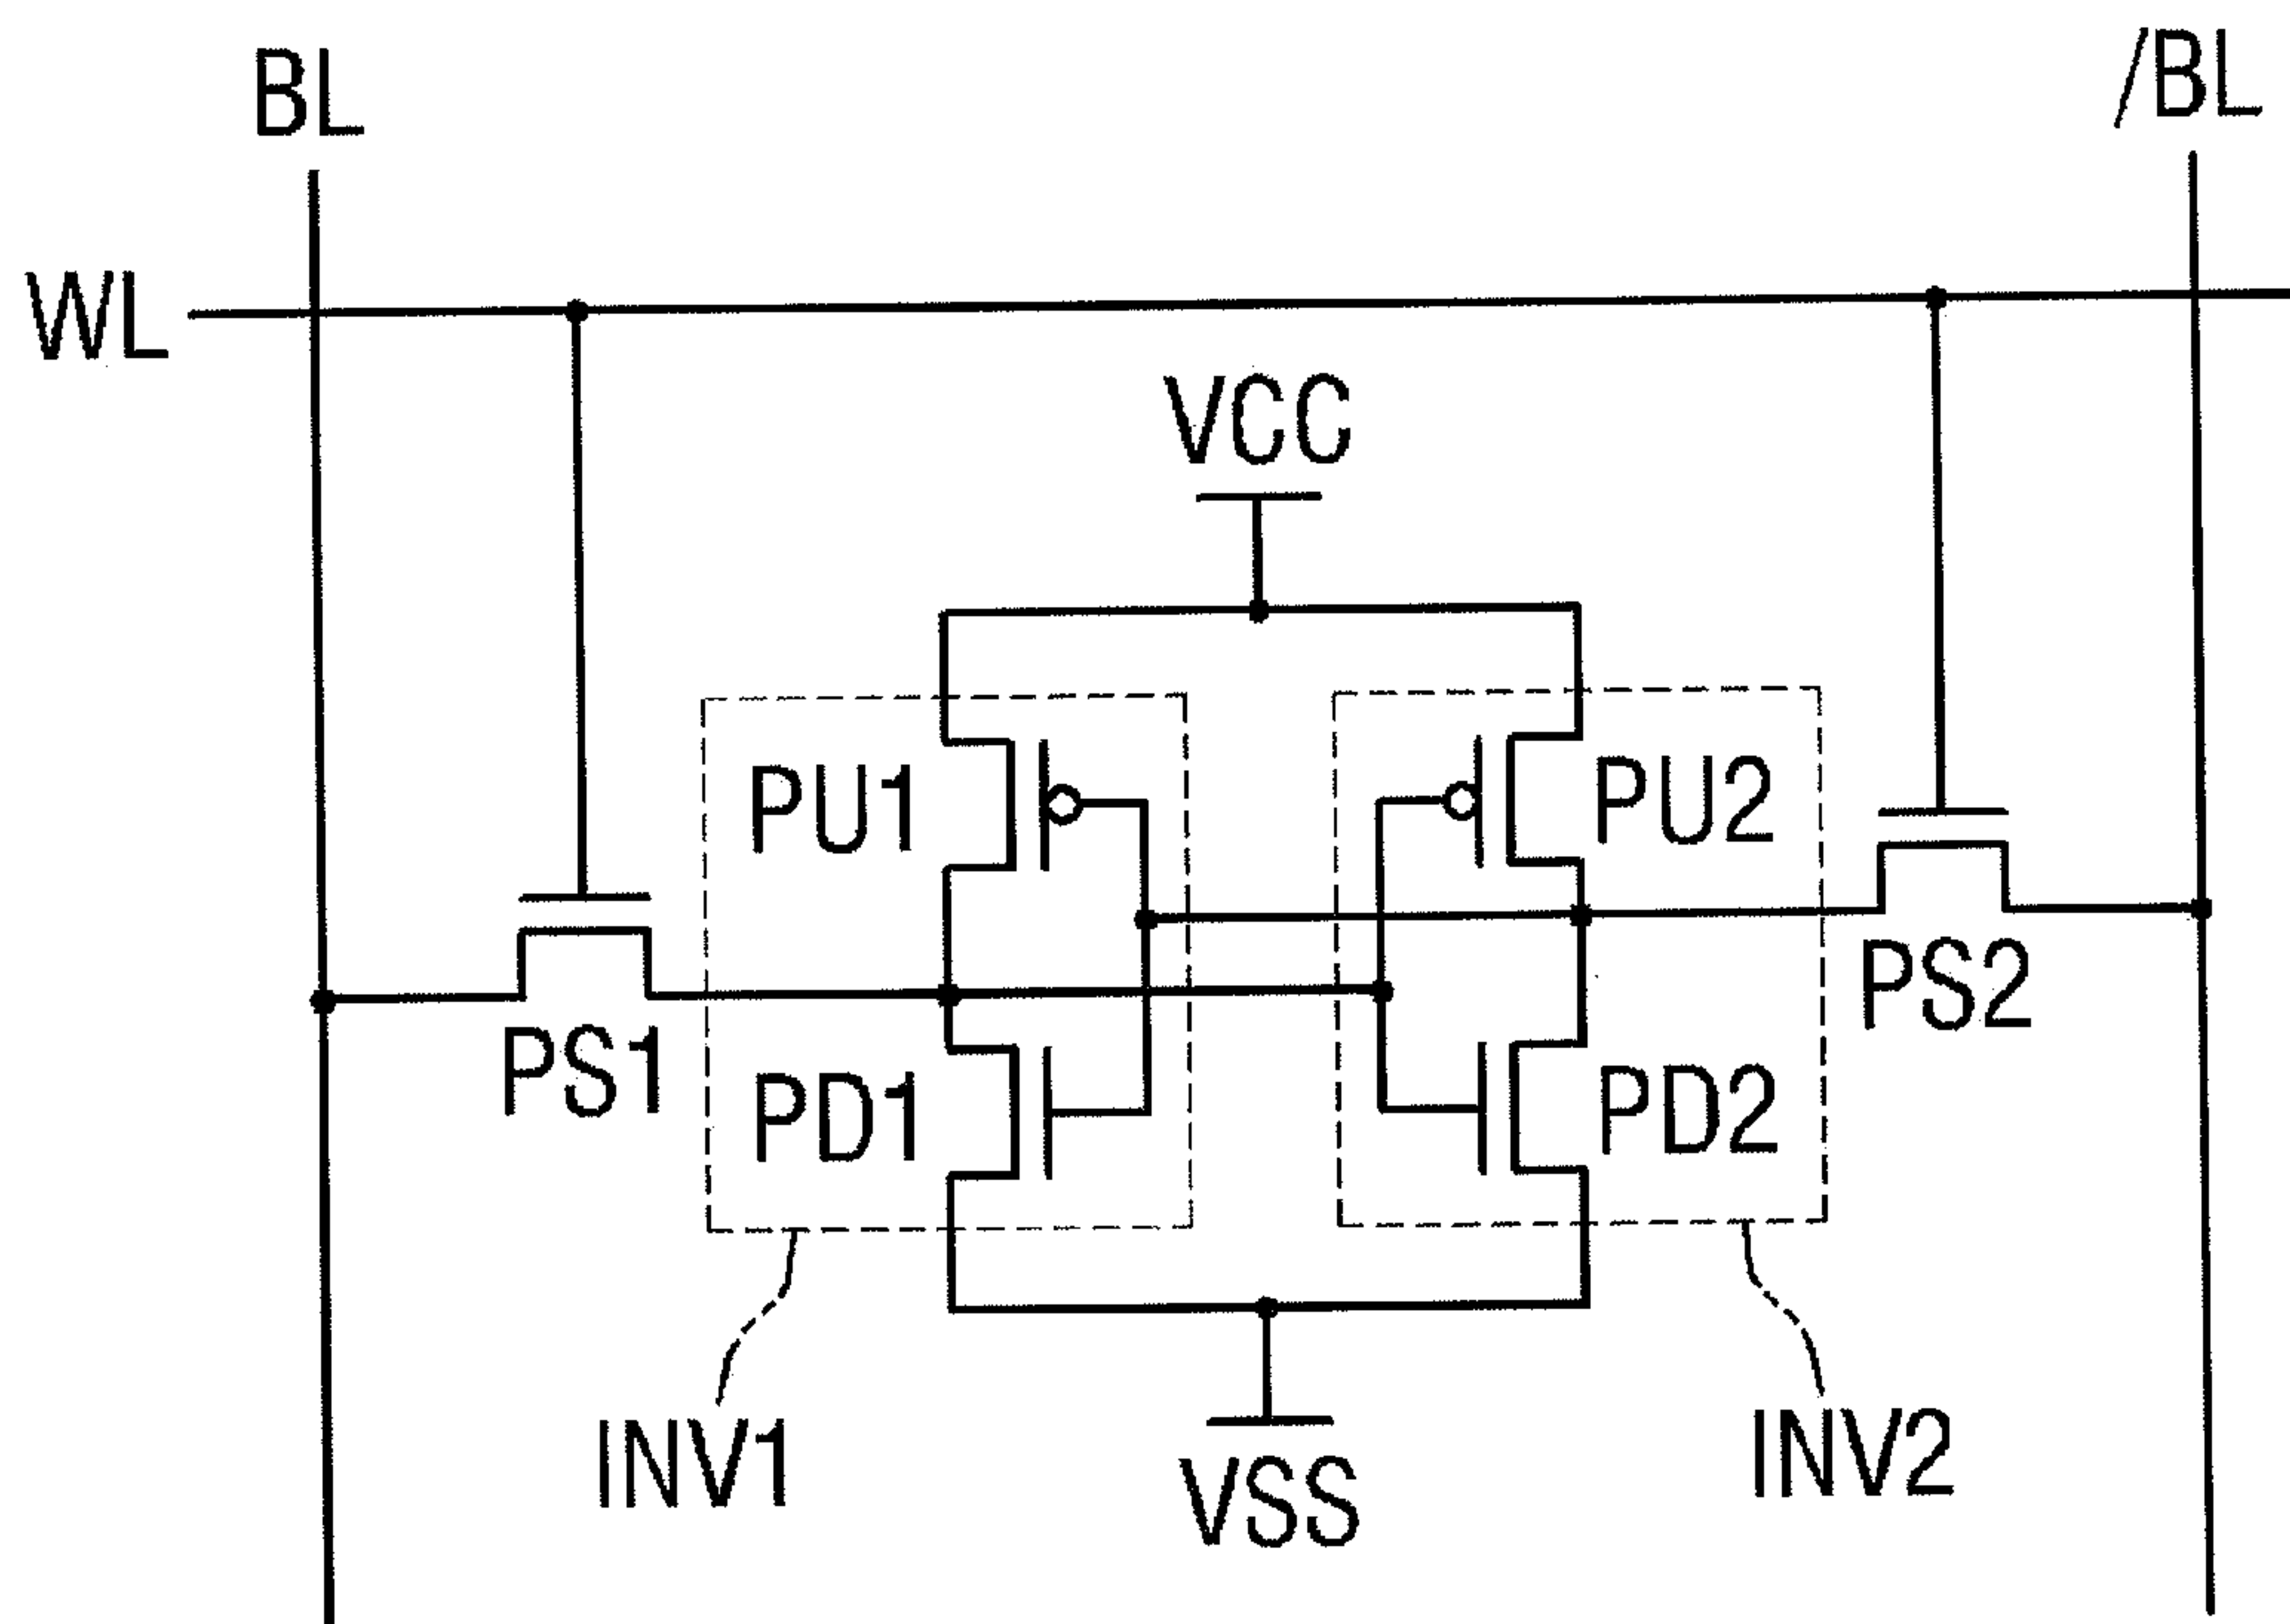 BL
/BL
WL
VCC
PU1
PU2
PS1
PS2
PD1
PD2
INV1
INV2
VSS